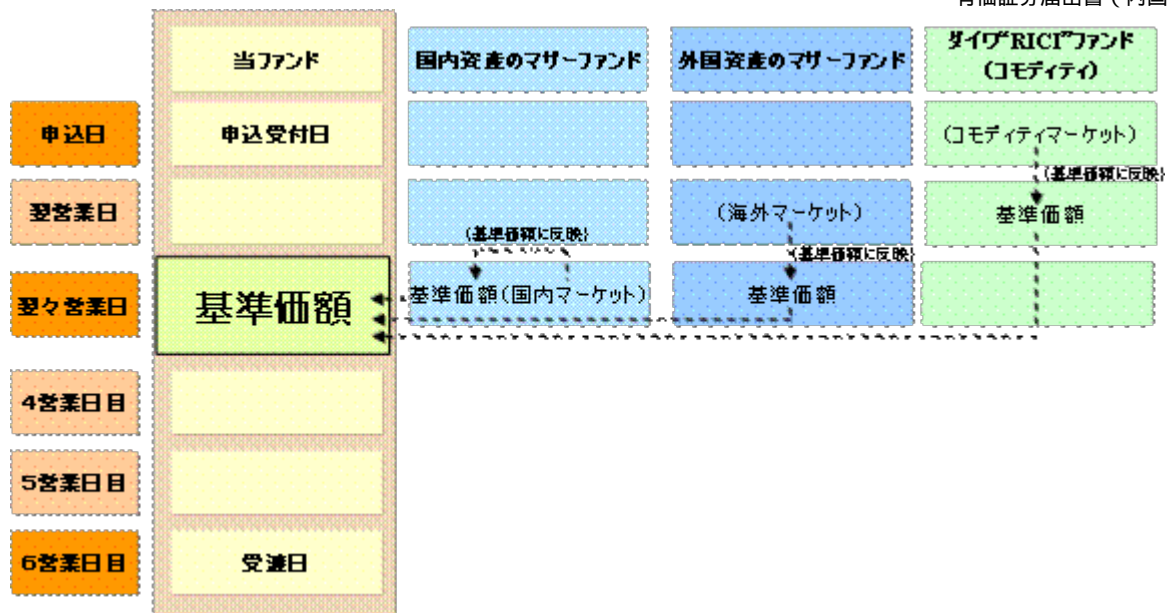 有価証券届出書（内国
当ファンド
国内資産のマザーファンド
外国資産のマザーファンド
ダイワ“RICI”ファンド
（コモディティ）
申込日
申込受付日
（コモディティマーケット）
（基準価額に反映）
翌営業日
（海外マーケット）
基準価額
（基準価額に反映）
（基準価額に反映）
翌々営業日
基準価額
基準価額（国内マーケット）
基準価額
4営業日目
5営業日目
6営業日目
受渡日